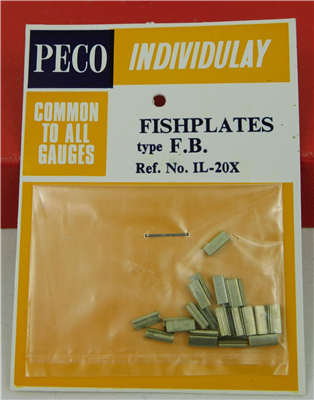 PECO INDIVIDULAY
COMMON
TO ALL
GAUGES
FISHPLATES
type F.B.
Ref. No. IL-20X